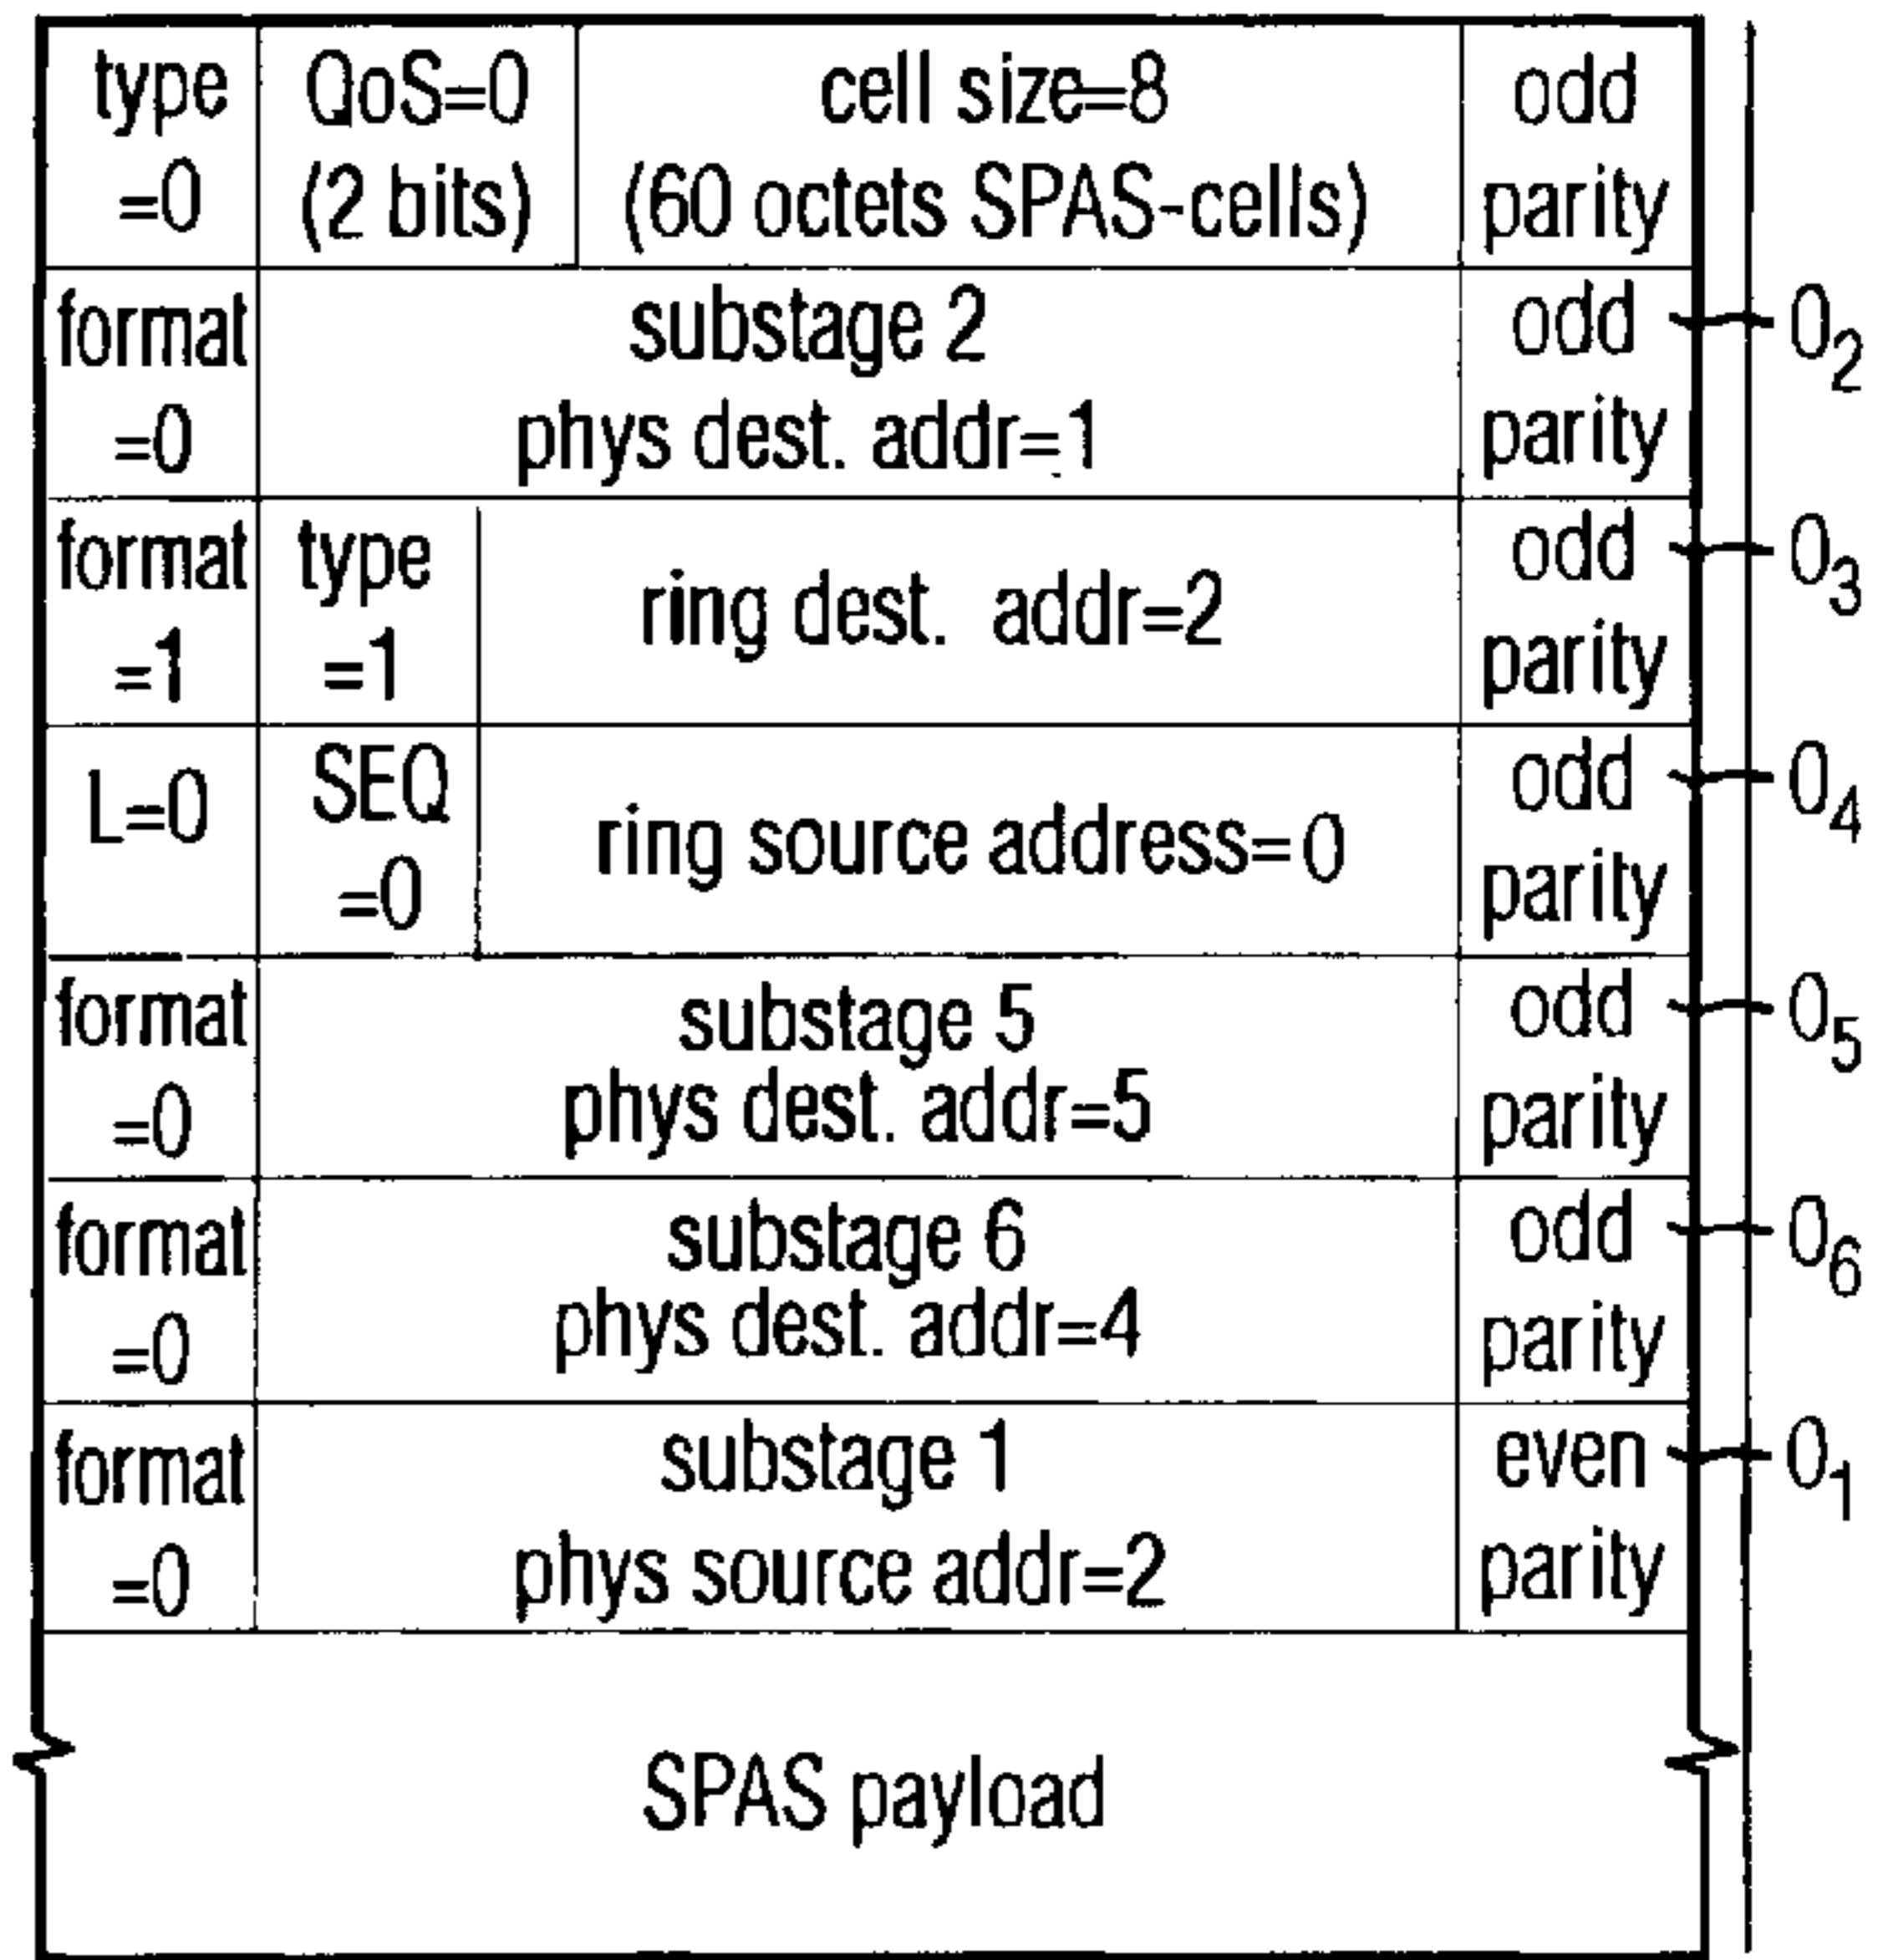 type QoS=0 cell size=8 odd
=0 (2 bits) (60 octets SPAS-cells) parity
format substage 2 odd O2
=0 phys dest. addr=1 parity
format type ring dest. addr=2 odd O3
=1 =1 parity
L=0 SEQ ring source address=0 odd O4
=0 parity
format substage 5 odd O5
=0 phys dest. addr=5 parity
format substage 6 odd O6
=0 phys dest. addr=4 parity
format substage 1 even O1
=0 phys source addr=2 parity
SPAS payload